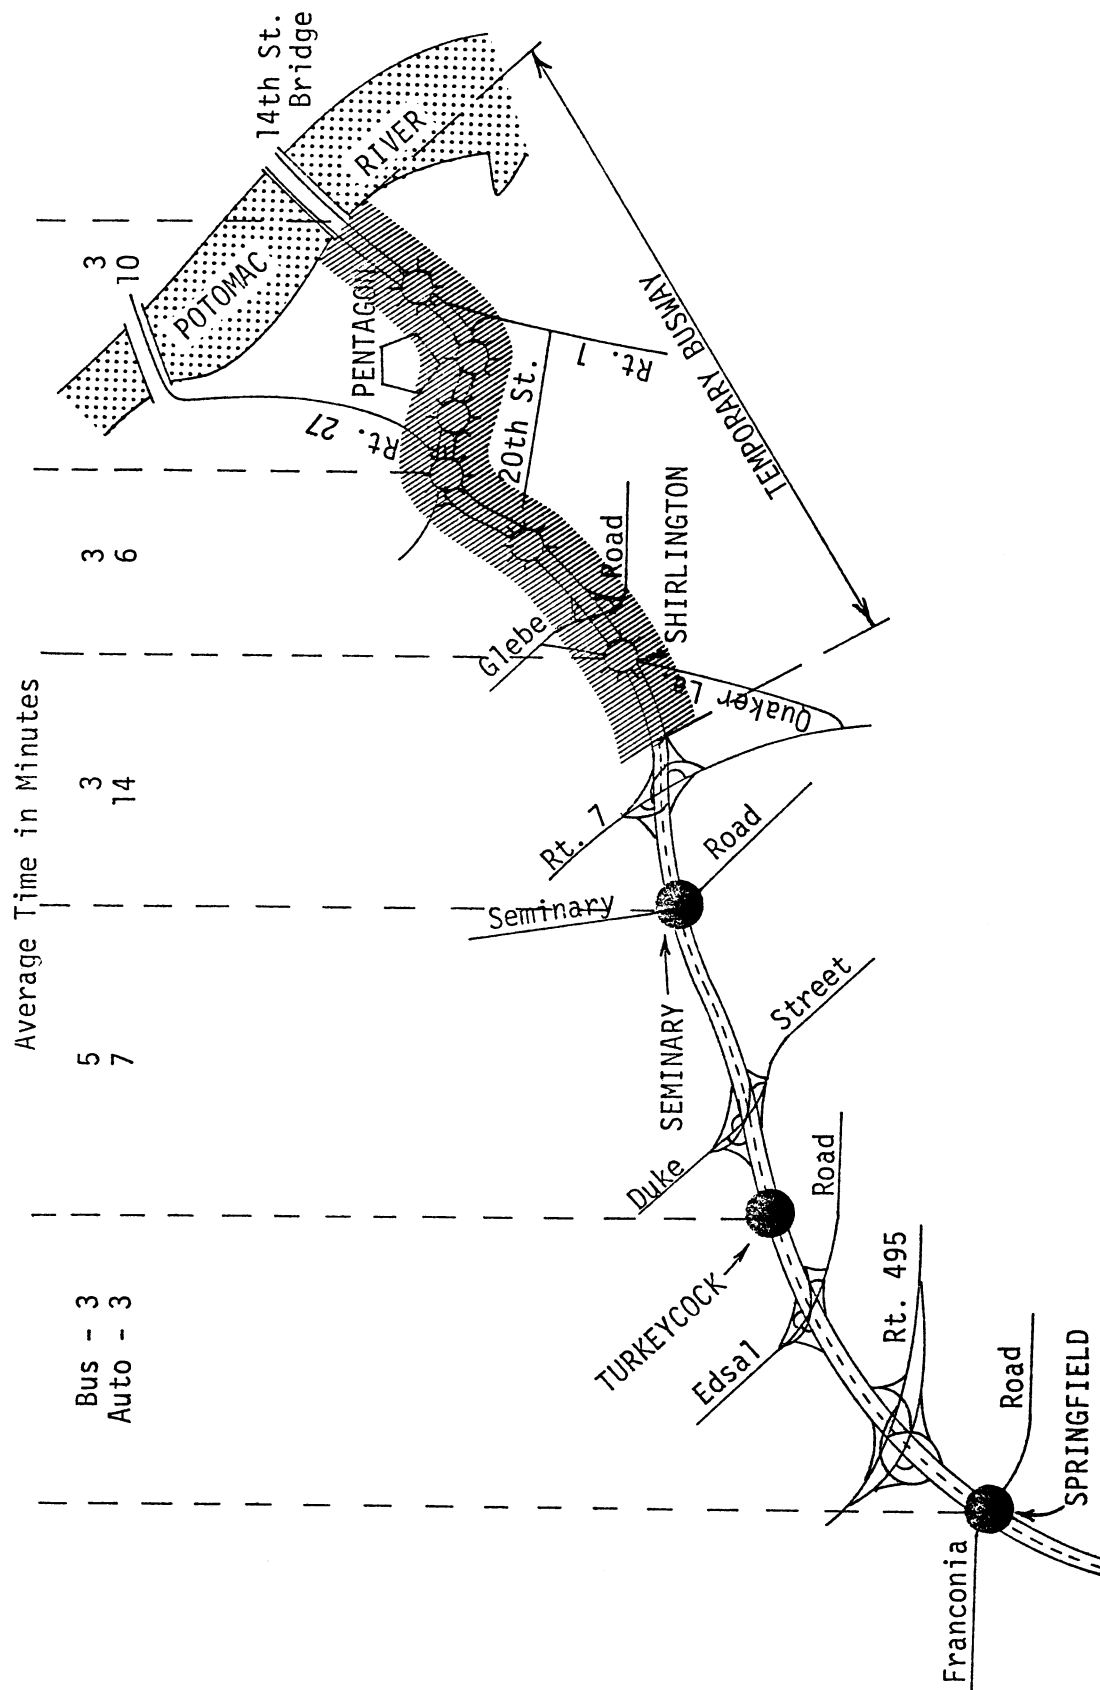 Average Time in Minutes
Bus - 3 5 3 3 3
Auto - 3 7 14 6 10
14th St.
Bridge
POTOMAC
RIVER
PENTAGON
Rt. 27
20th St.
Rt. 1
TEMPORARY BUSWAY
Glebe
Road
SHIRLINGTON
Quaker La.
Rt. 7
Seminary
Road
SEMINARY
Duke
Street
TURKEYCOCK
Edsal
Road
Rt. 495
Franconia
Road
SPRINGFIELD